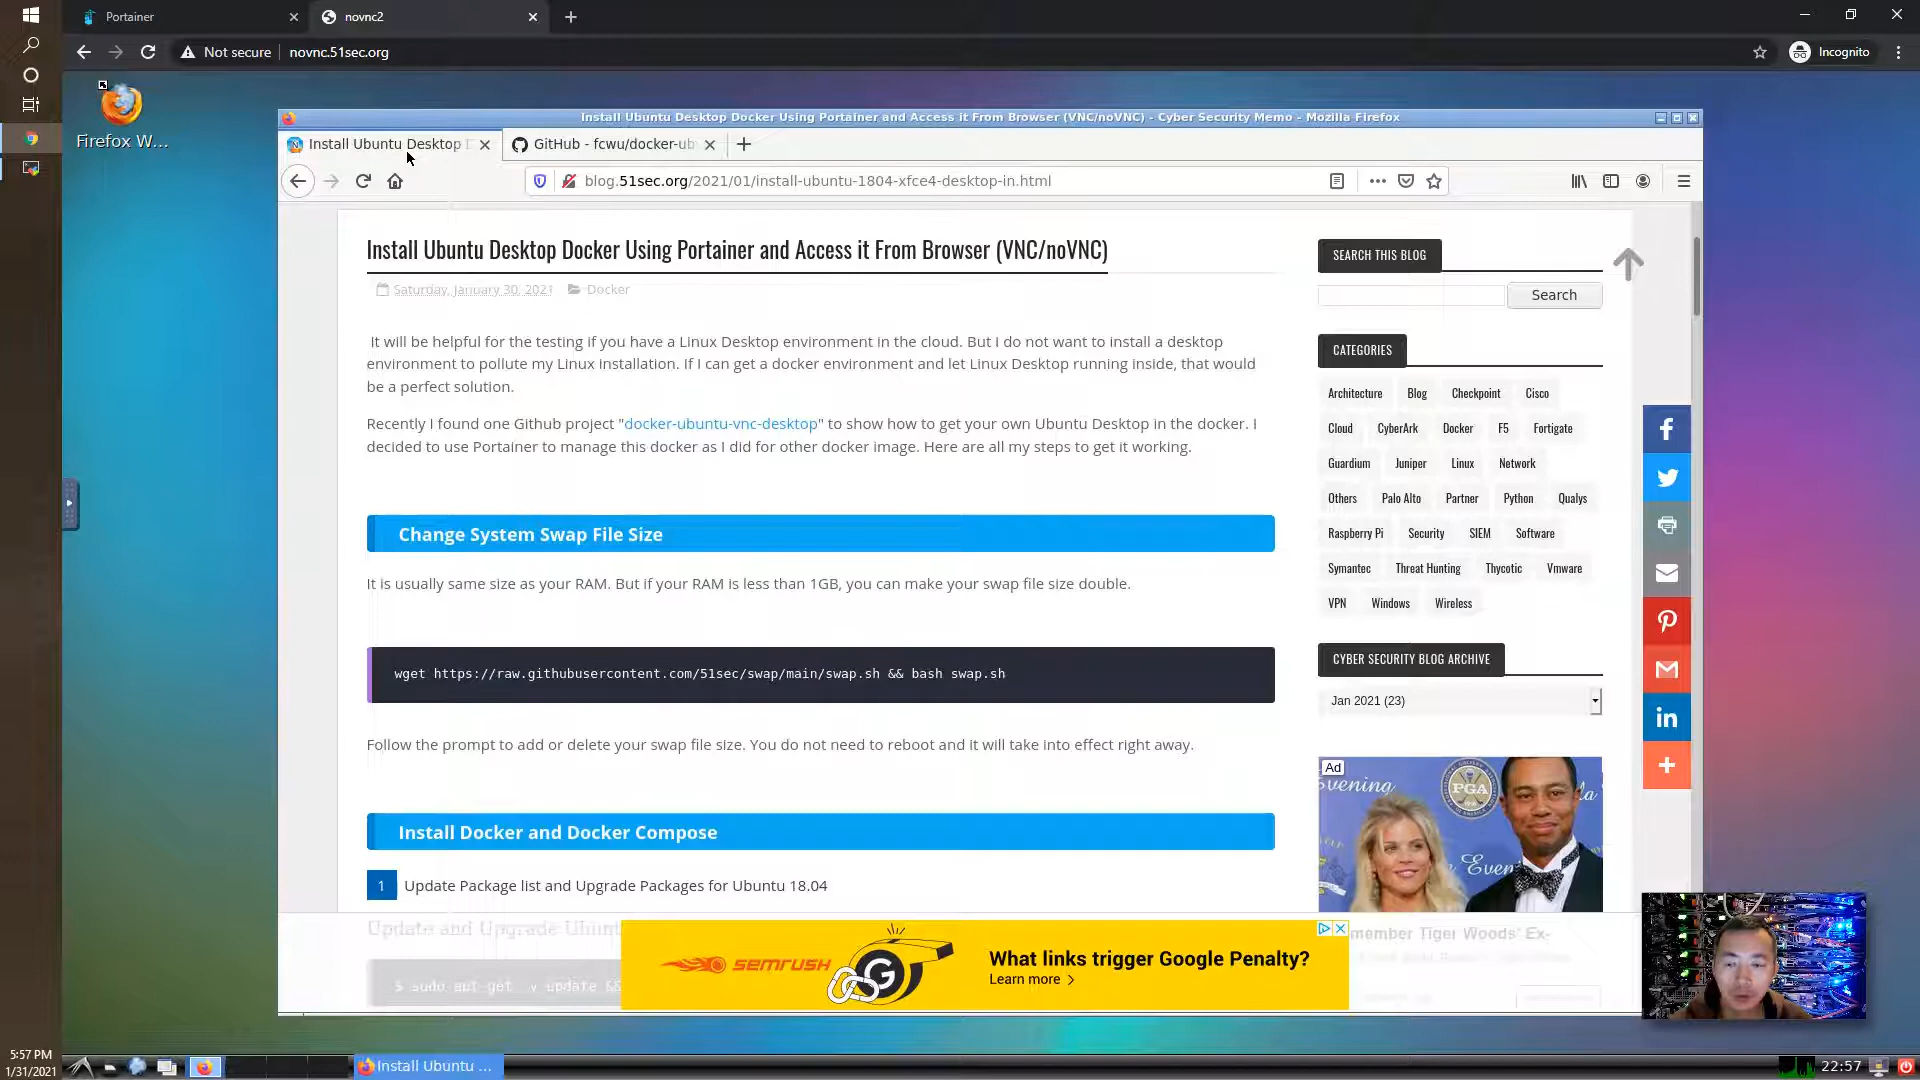 Portainer
novnc2
Not secure
novnc.51sec.org
Incognito
Firefox W...
Install Ubuntu Desktop Docker Using Portainer and Access it From Browser (VNC/noVNC) - Cyber Security Memo - Mozilla Firefox
Install Ubuntu Desktop
GitHub - fcwu/docker-ub
blog.51sec.org/2021/01/install-ubuntu-1804-xfce4-desktop-in.html
Install Ubuntu Desktop Docker Using Portainer and Access it From Browser (VNC/noVNC)
Saturday, January 30, 2021
Docker
It will be helpful for the testing if you have a Linux Desktop environment in the cloud. But I do not want to install a desktop
environment to pollute my Linux installation. If I can get a docker environment and let Linux Desktop running inside, that would
be a perfect solution.
Recently I found one Github project "docker-ubuntu-vnc-desktop" to show how to get your own Ubuntu Desktop in the docker. I
decided to use Portainer to manage this docker as I did for other docker image. Here are all my steps to get it working.
Change System Swap File Size
It is usually same size as your RAM. But if your RAM is less than 1GB, you can make your swap file size double.
wget https://raw.githubusercontent.com/51sec/swap/main/swap.sh && bash swap.sh
Follow the prompt to add or delete your swap file size. You do not need to reboot and it will take into effect right away.
Install Docker and Docker Compose
1 Update Package list and Upgrade Packages for Ubuntu 18.04
Update and Upgrade Ubunt
$ sudo apt-get -y update &&
SEARCH THIS BLOG
Search
CATEGORIES
Architecture Blog Checkpoint Cisco
Cloud CyberArk Docker F5 Fortigate
Guardium Juniper Linux Network
Others Palo Alto Partner Python Qualys
Raspberry Pi Security SIEM Software
Symantec Threat Hunting Thycotic Vmware
VPN Windows Wireless
CYBER SECURITY BLOG ARCHIVE
Jan 2021 (23)
Ad
Evening
PGA
Eveni
member Tiger Woods' Ex-
SEMRUSH
G
What links trigger Google Penalty?
Learn more >
5:57 PM
1/31/2021
Install Ubuntu ...
22:57